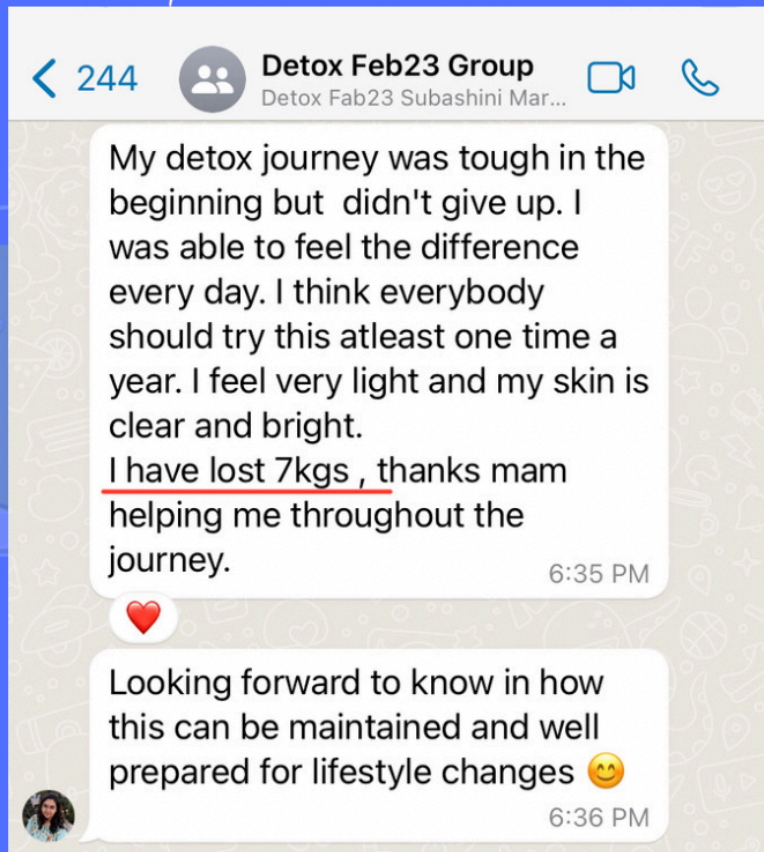 244
Detox Feb23 Group
Detox Fab23 Subashini Mar...
My detox journey was tough in the
beginning but  didn't give up. I
was able to feel the difference
every day. I think everybody
should try this atleast one time a
year. I feel very light and my skin is
clear and bright.
I have lost 7kgs , thanks mam
helping me throughout the
journey.
6:35 PM
❤️
Looking forward to know in how
this can be maintained and well
prepared for lifestyle changes 😊
6:36 PM